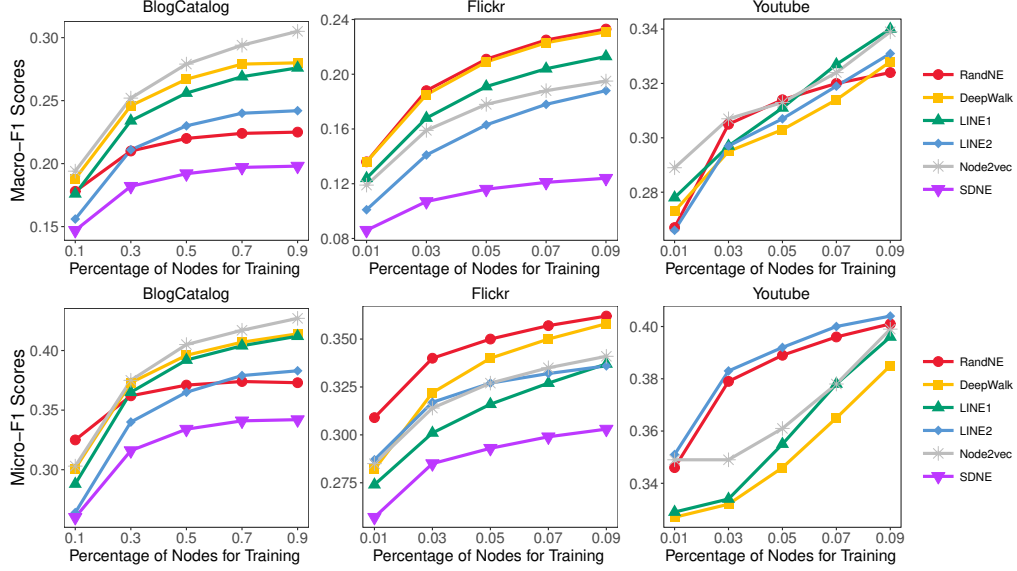 BlogCatalog Flickr Youtube
Macro−F1 Scores
0.30
0.25
0.20
0.15
0.1 0.3 0.5 0.7 0.9
Percentage of Nodes for Training
0.24
0.20
0.16
0.12
0.08
0.01 0.03 0.05 0.07 0.09
Percentage of Nodes for Training
0.34
0.32
0.30
0.28
0.01 0.03 0.05 0.07 0.09
Percentage of Nodes for Training
RandNE
DeepWalk
LINE1
LINE2
Node2vec
SDNE
BlogCatalog Flickr Youtube
Micro−F1 Scores
0.40
0.35
0.30
0.1 0.3 0.5 0.7 0.9
Percentage of Nodes for Training
0.350
0.325
0.300
0.275
0.01 0.03 0.05 0.07 0.09
Percentage of Nodes for Training
0.40
0.38
0.36
0.34
0.01 0.03 0.05 0.07 0.09
Percentage of Nodes for Training
RandNE
DeepWalk
LINE1
LINE2
Node2vec
SDNE